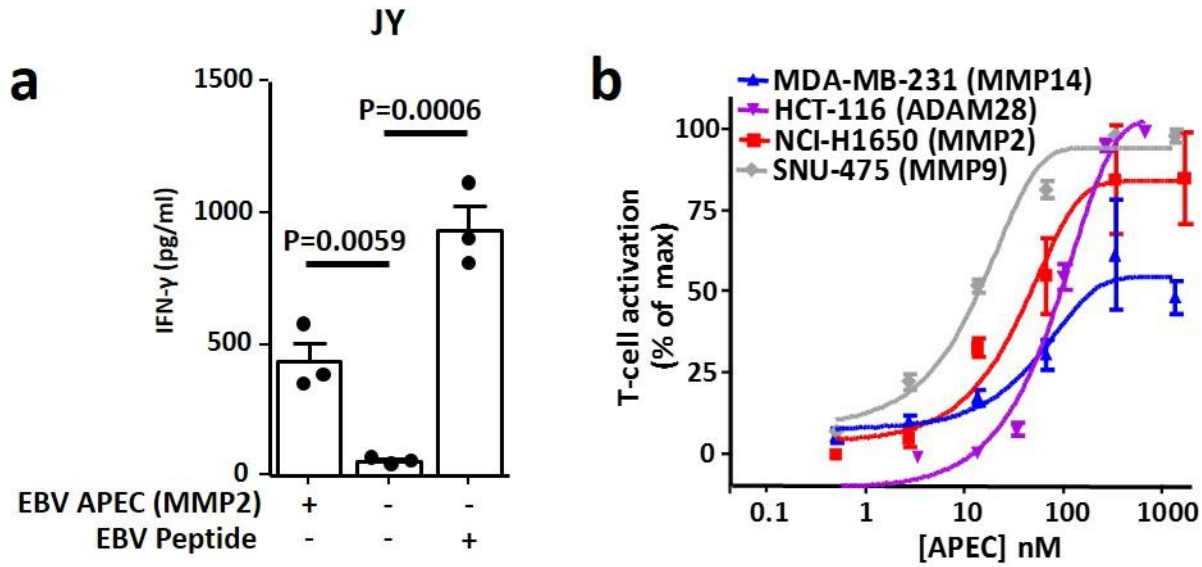 JY
a
1500
1000
500
0
IFN-γ (pg/ml)
P=0.0006
P=0.0059
EBV APEC (MMP2) + - -
EBV Peptide - - +
b
MDA-MB-231 (MMP14)
HCT-116 (ADAM28)
NCI-H1650 (MMP2)
SNU-475 (MMP9)
100
75
50
25
0
T-cell activation
(% of max)
0.1 1 10 100 1000
[APEC] nM